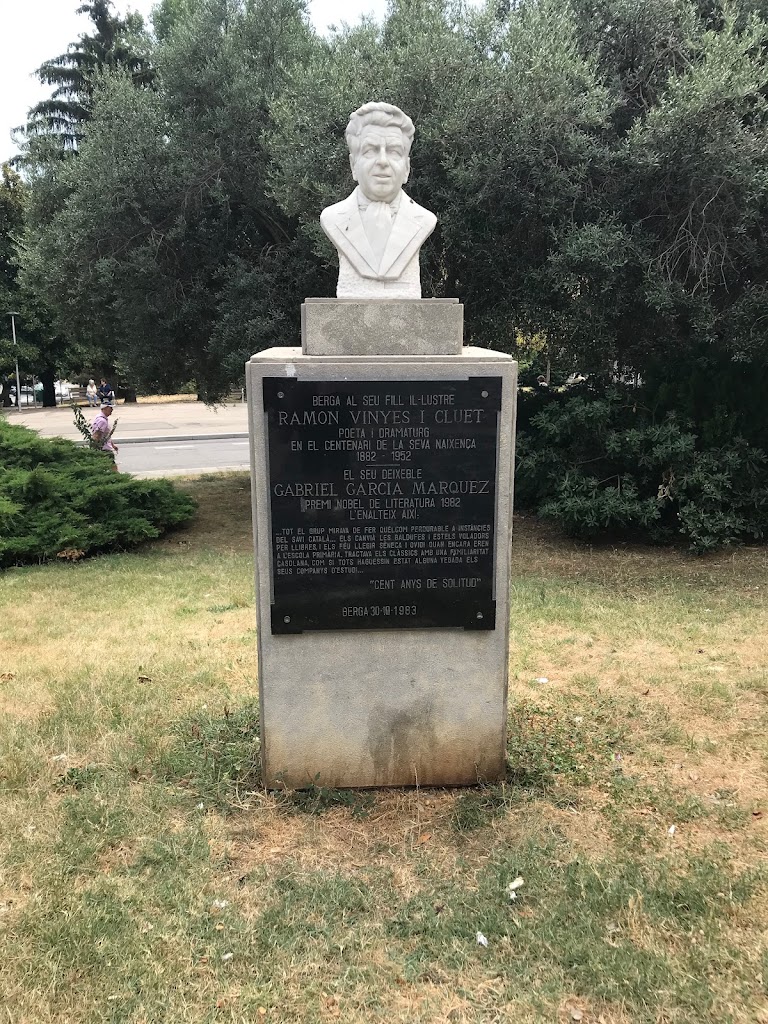 BERGA AL SEU FILL IL·LUSTRE
RAMON VINYES I CLUET
POETA I DRAMATURG
EN EL CENTENARI DE LA SEVA NAIXENÇA
1882 - 1952
EL SEU DEIXEBLE
GABRIEL GARCIA MARQUEZ
PREMI NOBEL DE LITERATURA 1982
L'ENALTEIX AIXI:
...TOT EL GRUP MIRAVA DE FER QUELCOM PERDURABLE A INSTÀNCIES
DEL SAVI CATALÀ... ELS CANVIÀ LES BALDUFES I ESTELS VOLADORS
PER LLIBRES, I ELS FÉU LLEGIR SÈNECA I OVIDI QUAN ENCARA EREN
A L'ESCOLA PRIMÀRIA. TRACTAVA ELS CLÀSSICS AMB UNA FAMILIARITAT
CASOLANA, COM SI TOTS HAGUESSIN ESTAT ALGUNA VEGADA ELS
SEUS COMPANYS D'ESTUDI...
"CENT ANYS DE SOLITUD"
BERGA 30-10-1983